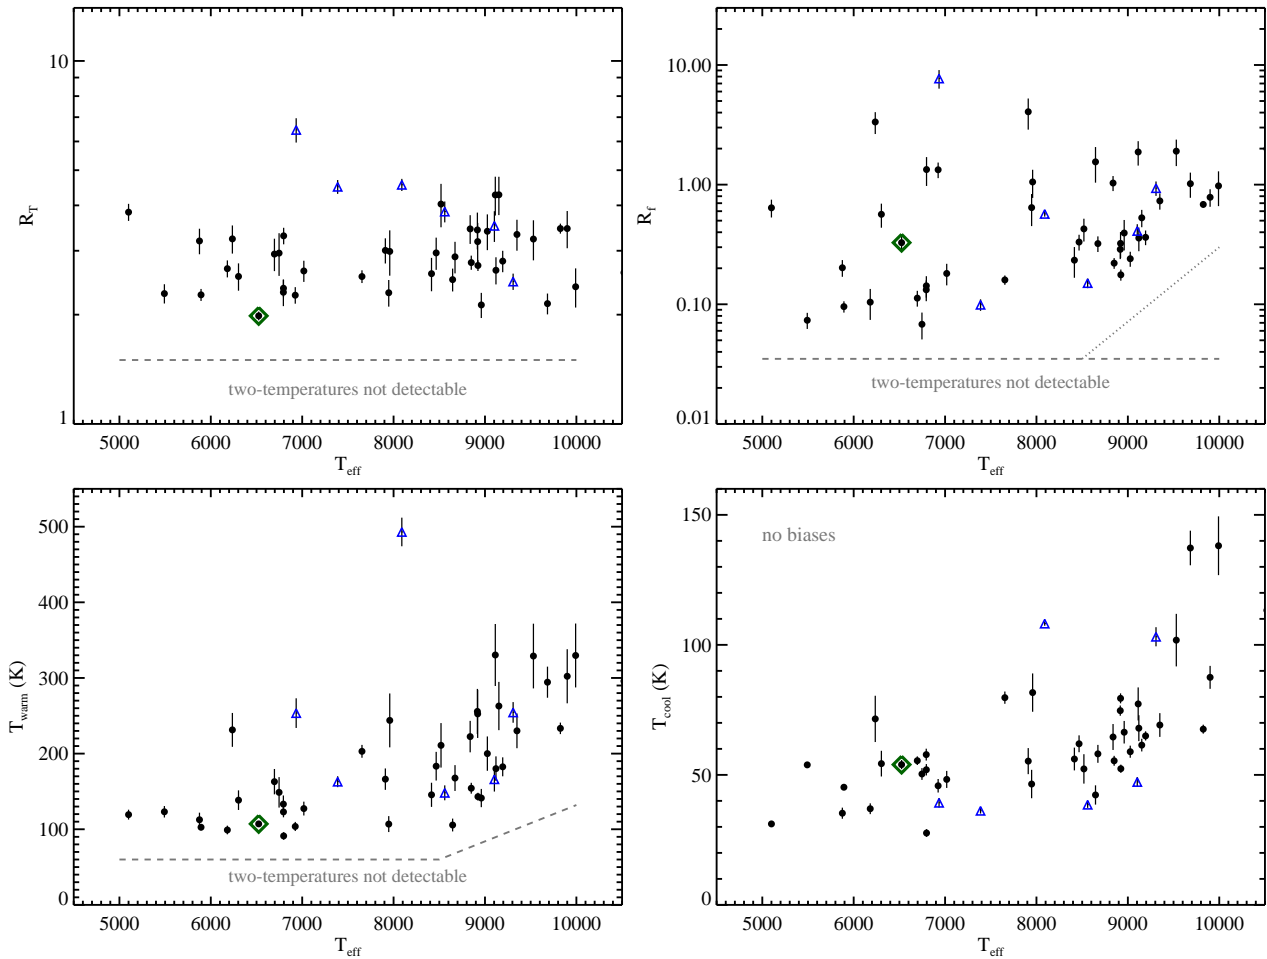 10
R_T
two-temperatures not detectable
1
5000 6000 7000 8000 9000 10000
T_eff
10.00
1.00
R_f
0.10
two-temperatures not detectable
0.01
5000 6000 7000 8000 9000 10000
T_eff
500
400
300
T_warm (K)
200
100
two-temperatures not detectable
0
5000 6000 7000 8000 9000 10000
T_eff
150
no biases
100
T_cool (K)
50
0
5000 6000 7000 8000 9000 10000
T_eff